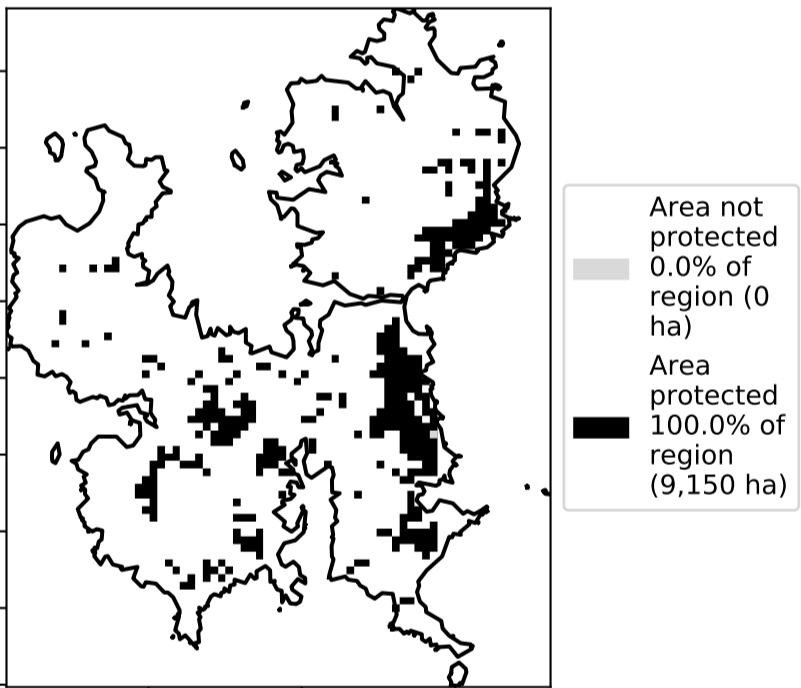 Area not
protected
0.0% of
region (0
ha)
Area
protected
100.0% of
region
(9,150 ha)